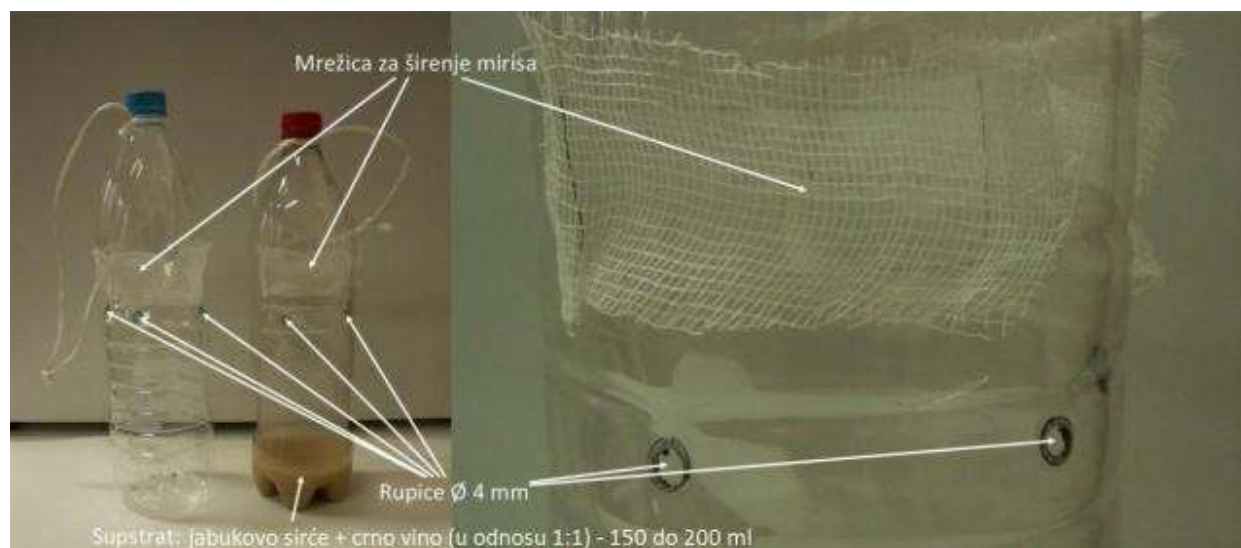 Mrežica za širenje mirisa
Rupice Ø 4 mm
Supstrat: jabukovo sirće + crno vino (u odnosu 1:1) - 150 do 200 ml